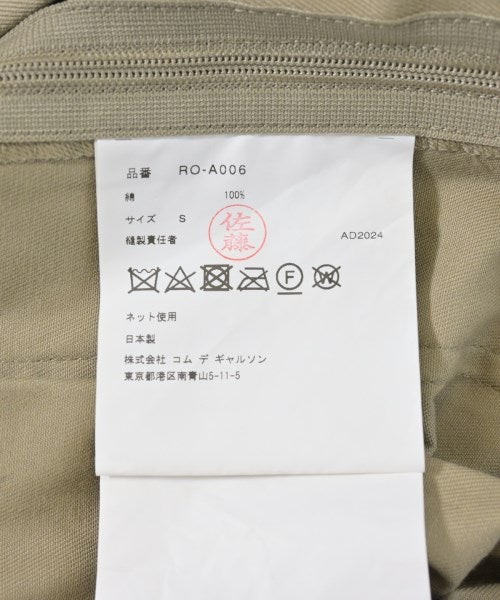 品番 RO-A006
綿 100%
サイズ S
縫製責任者 佐藤 AD2024
F W
ネット使用
日本製
株式会社 コム デ ギャルソン
東京都港区南青山5-11-5